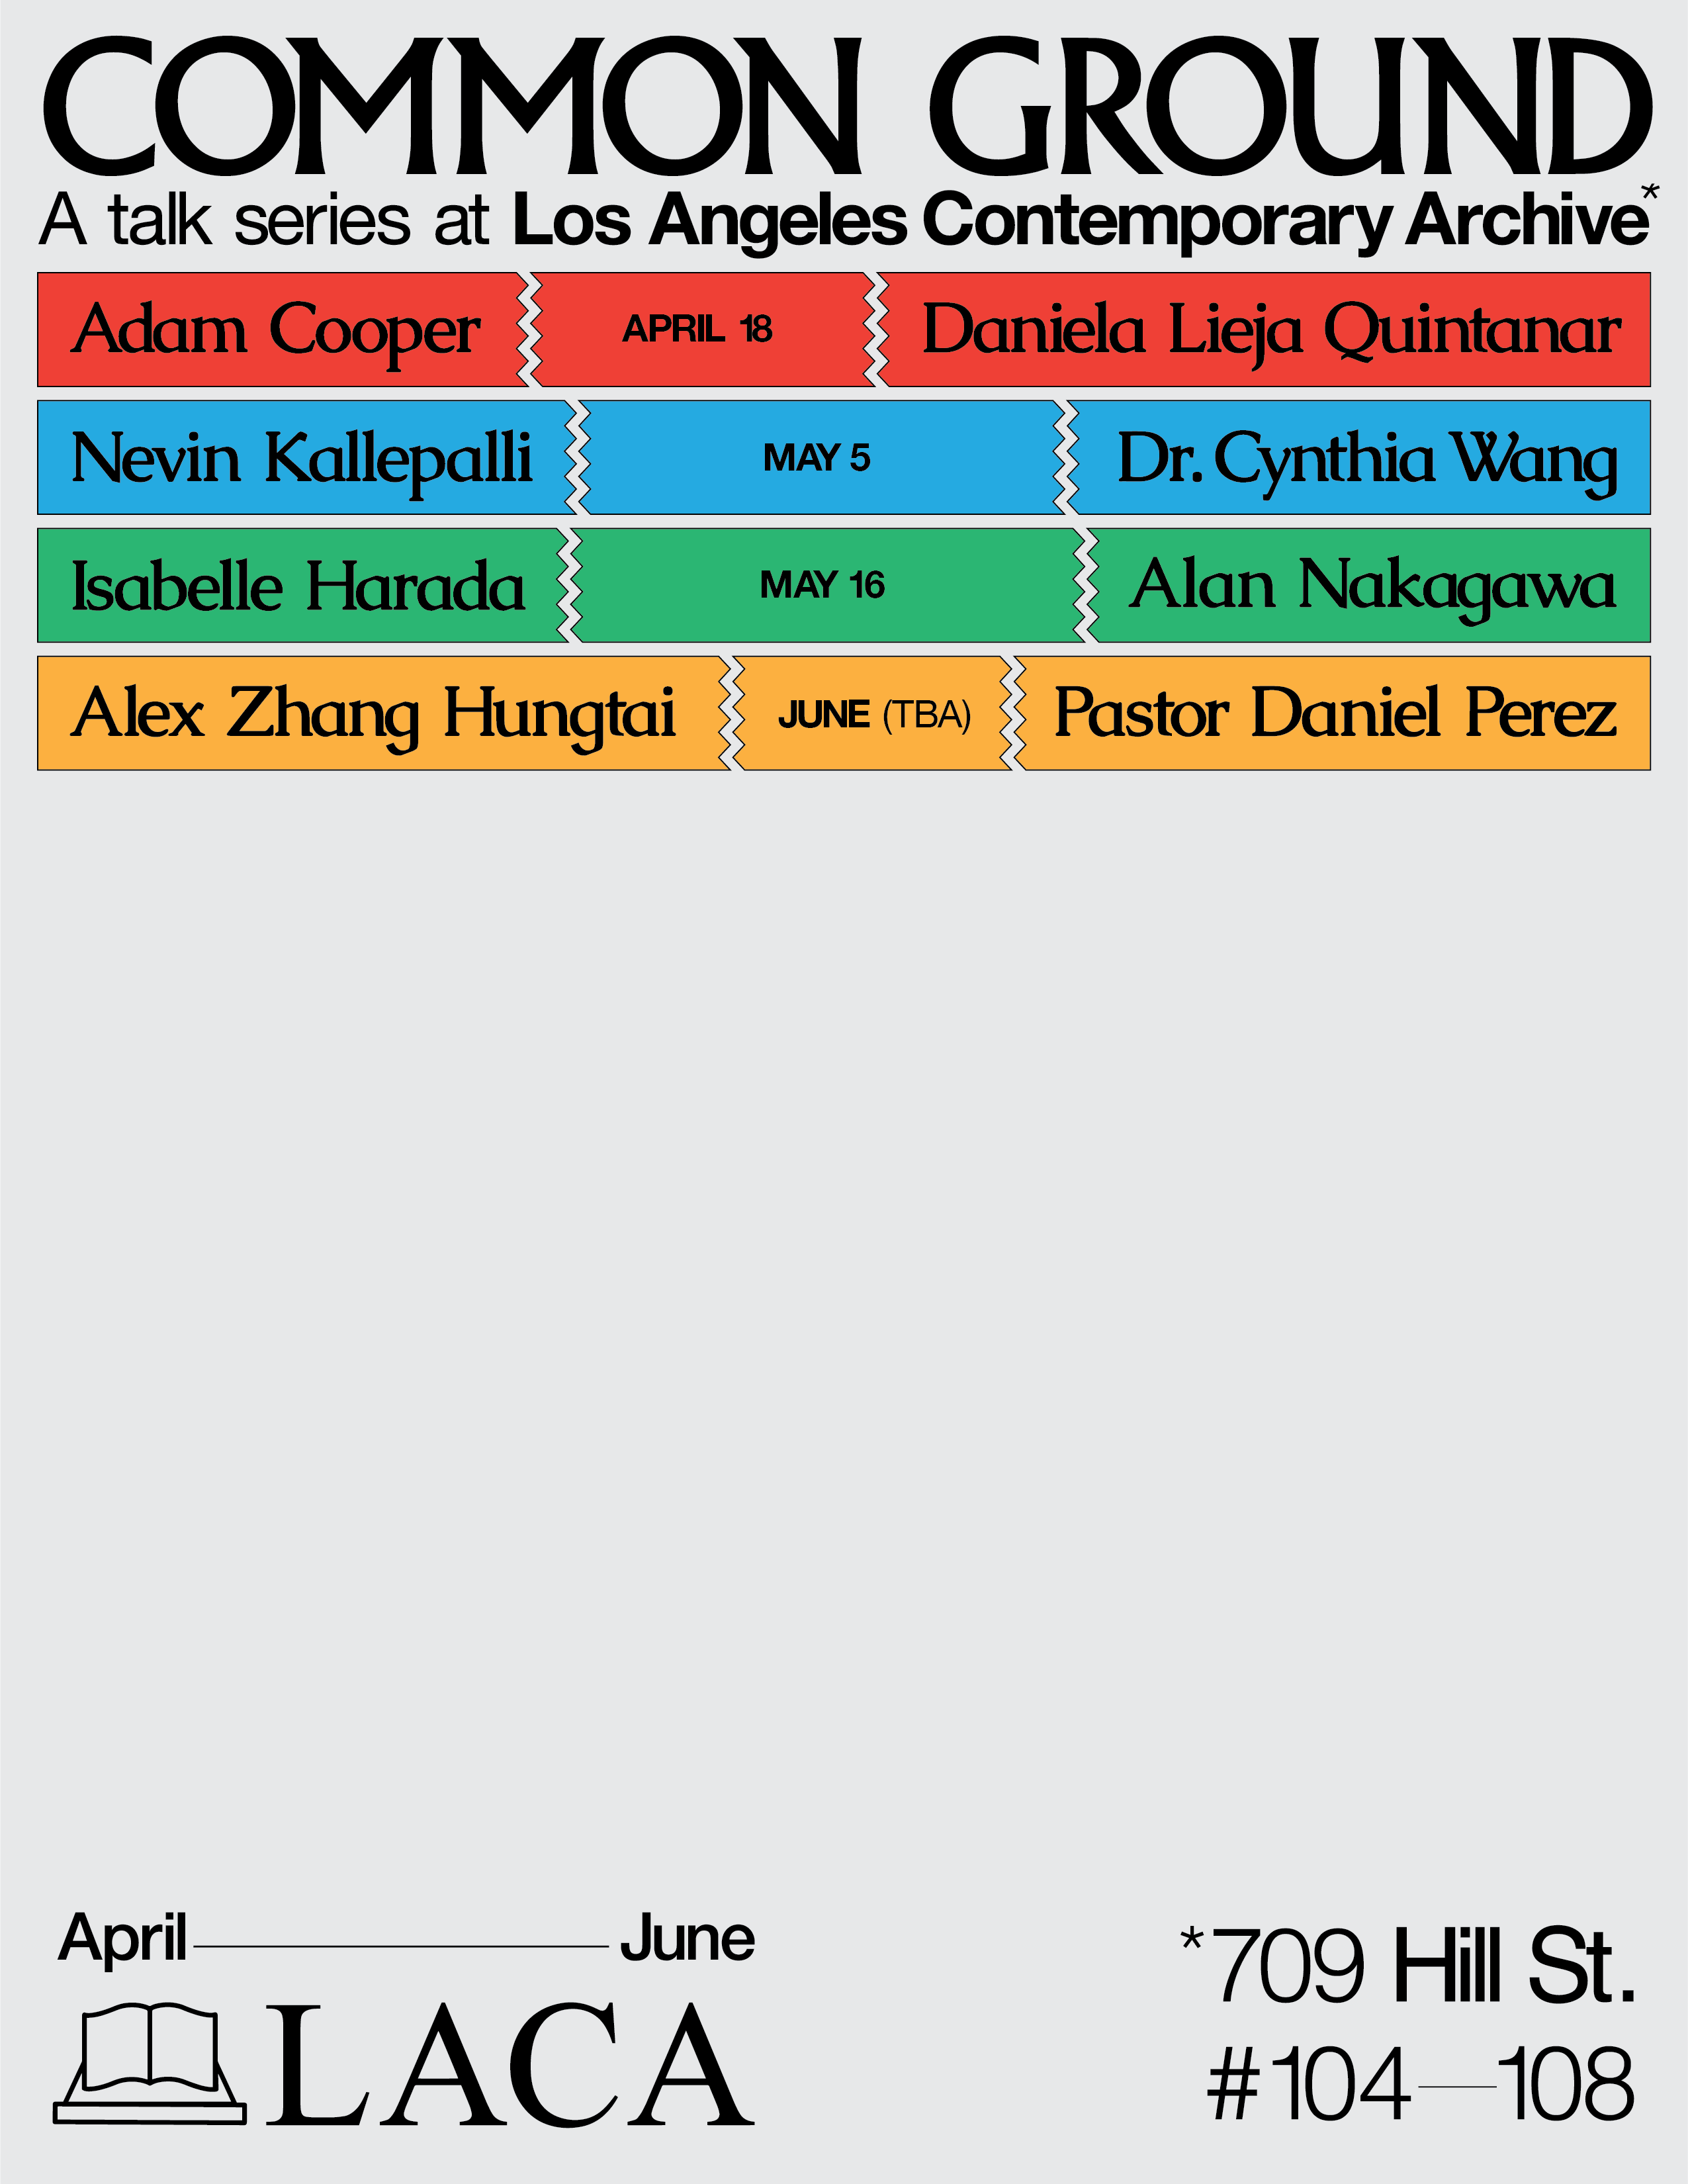 COMMON GROUND
A talk series at Los Angeles Contemporary Archive*
Adam Cooper APRIL 18 Daniela Lieja Quintanar
Nevin Kallepalli MAY 5 Dr. Cynthia Wang
Isabelle Harada MAY 16 Alan Nakagawa
Alex Zhang Hungtai JUNE (TBA) Pastor Daniel Perez
April — June
LACA
*709 Hill St.
#104—108